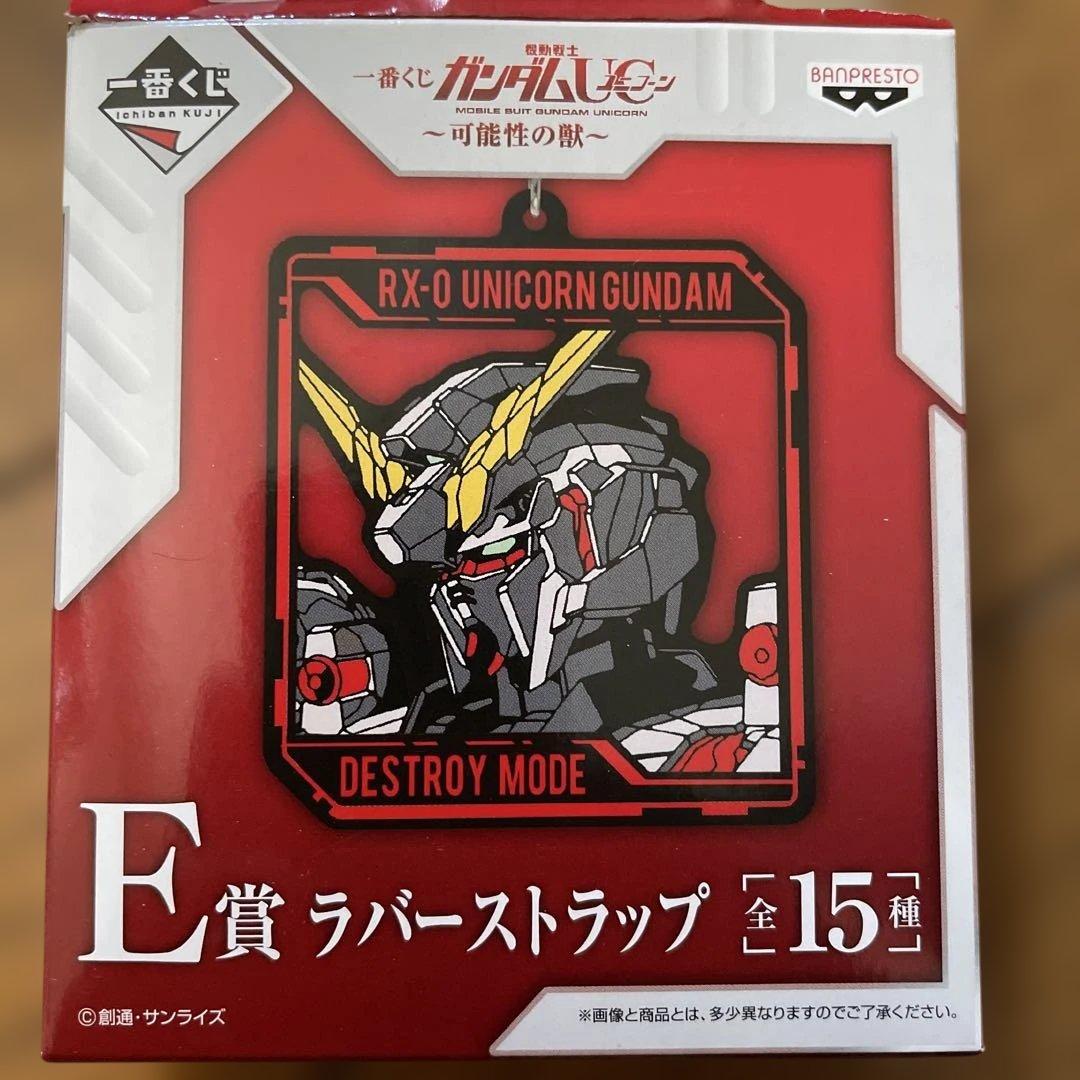 一番くじ
Ichiban KUJI
機動戦士
一番くじ ガンダムUC ユニコーン
MOBILE SUIT GUNDAM UNICORN
～可能性の獣～
BANPRESTO
RX-0 UNICORN GUNDAM
DESTROY MODE
E賞 ラバーストラップ [全15種]
©創通・サンライズ
※画像と商品とは、多少異なりますのでご了承ください。